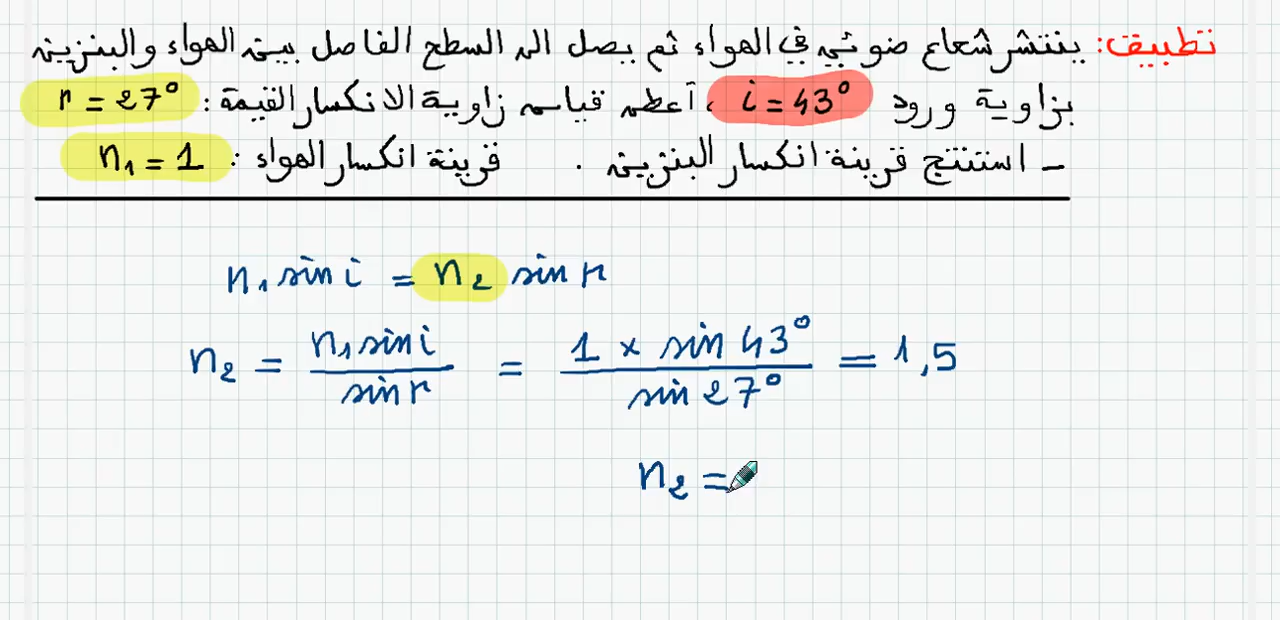 تطبيق: ينتشر شعاع ضوئي في الهواء ثم يصل الى السطح الفاصل بين الهواء والبنزين
بزاوية ورود i = 43° ، أعطى قياس زاوية الانكسار القيمة: r = 27°
– استنتج قرينة انكسار البنزين. قرينة انكسار الهواء: n₁ = 1
n₁ sin i = n₂ sin r
n₂ = n₁ sin i / sin r = 1 × sin 43° / sin 27° = 1,5
n₂ =